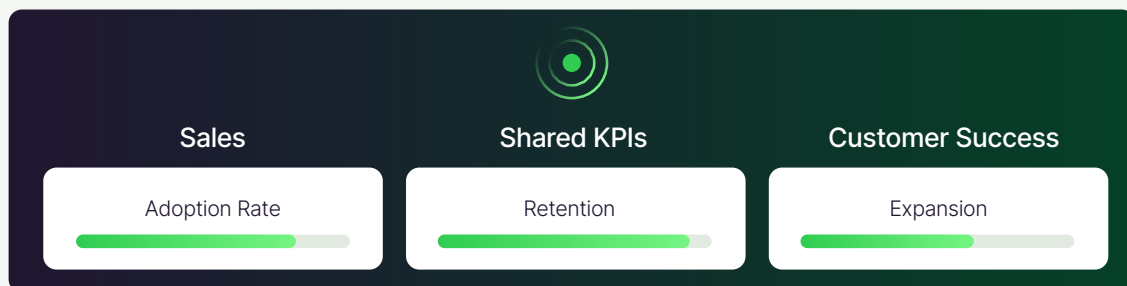 Sales
Shared KPIs
Customer Success
Adoption Rate
Retention
Expansion